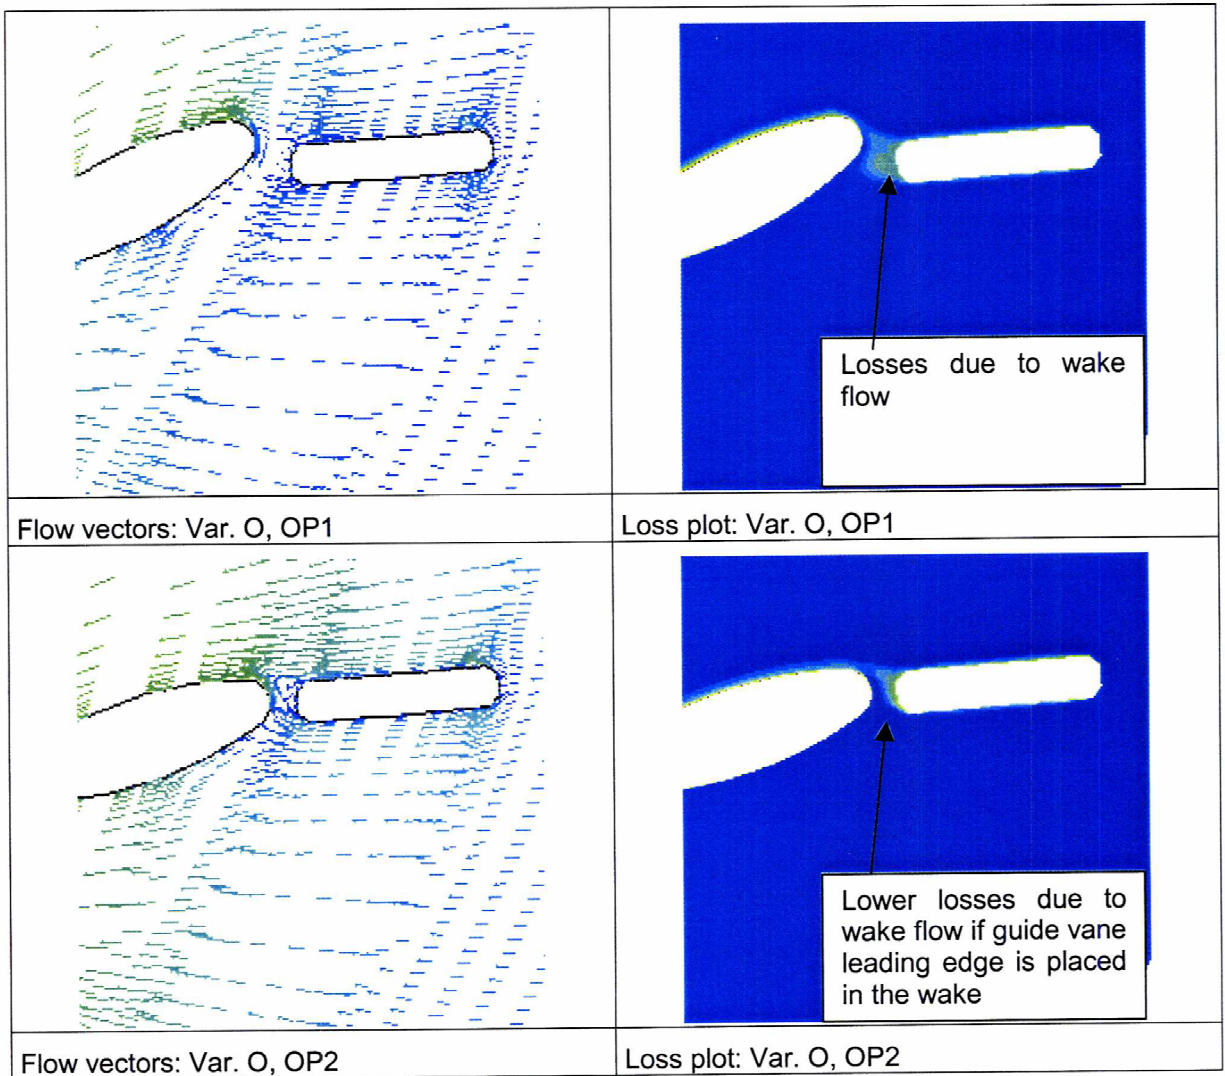 Losses due to wake
flow
Flow vectors: Var. O, OP1
Loss plot: Var. O, OP1
Lower losses due to
wake flow if guide vane
leading edge is placed
in the wake
Flow vectors: Var. O, OP2
Loss plot: Var. O, OP2